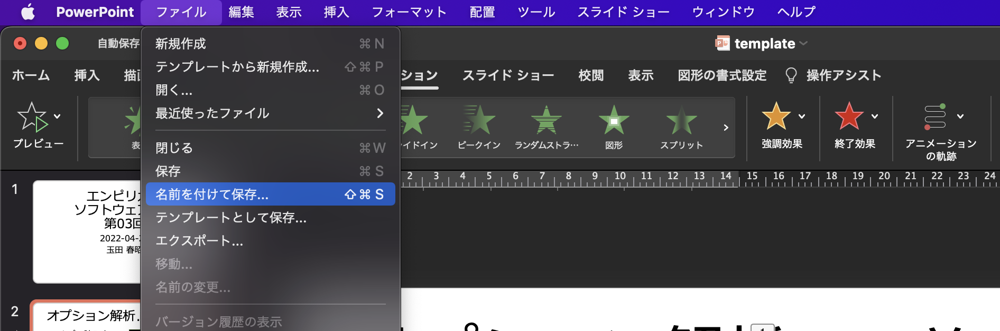 PowerPoint ファイル 編集 表示 挿入 フォーマット 配置 ツール スライド ショー ウィンドウ ヘルプ
自動保存
template
ホーム 挿入 ション スライド ショー 校閲 表示 図形の書式設定 操作アシスト
新規作成 ⌘ N
テンプレートから新規作成... ⇧ ⌘ P
開く... ⌘ O
最近使ったファイル
閉じる ⌘ W
保存 ⌘ S
名前を付けて保存... ⇧ ⌘ S
テンプレートとして保存...
エクスポート...
移動...
名前の変更...
バージョン履歴の表示
プレビュー
表
イドイン ピークイン ランダムストラ… 図形 スプリット
強調効果 終了効果 アニメーション
の軌跡
2 3 4 5 6 7 8 9 10 11 12 13 14 15 16 17 18 19 20 21 22 23 24
1
エンピリ
ソフトウェ
第03回
2022-04-
玉田 春昭
2
オプション解析
1